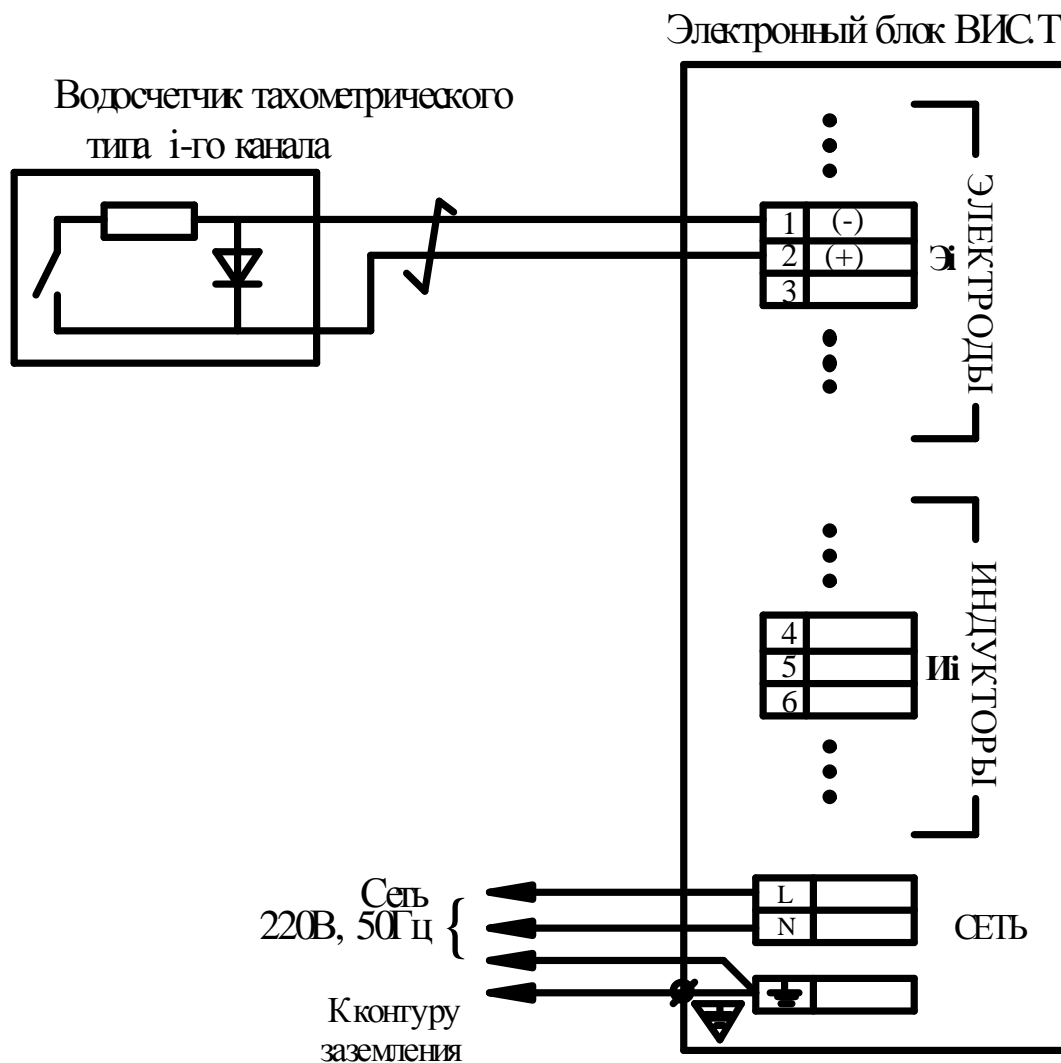 Электронный блок ВИС.Т
Водосчетчик тахометрического
типа i-го канала
1 (-)
2 (+)
3
Эi
ЭЛЕКТРОДЫ
4
5
6
Иi
ИНДУКТОРЫ
Сеть
220В, 50Гц {
L
N
СЕТЬ
К контуру
заземления